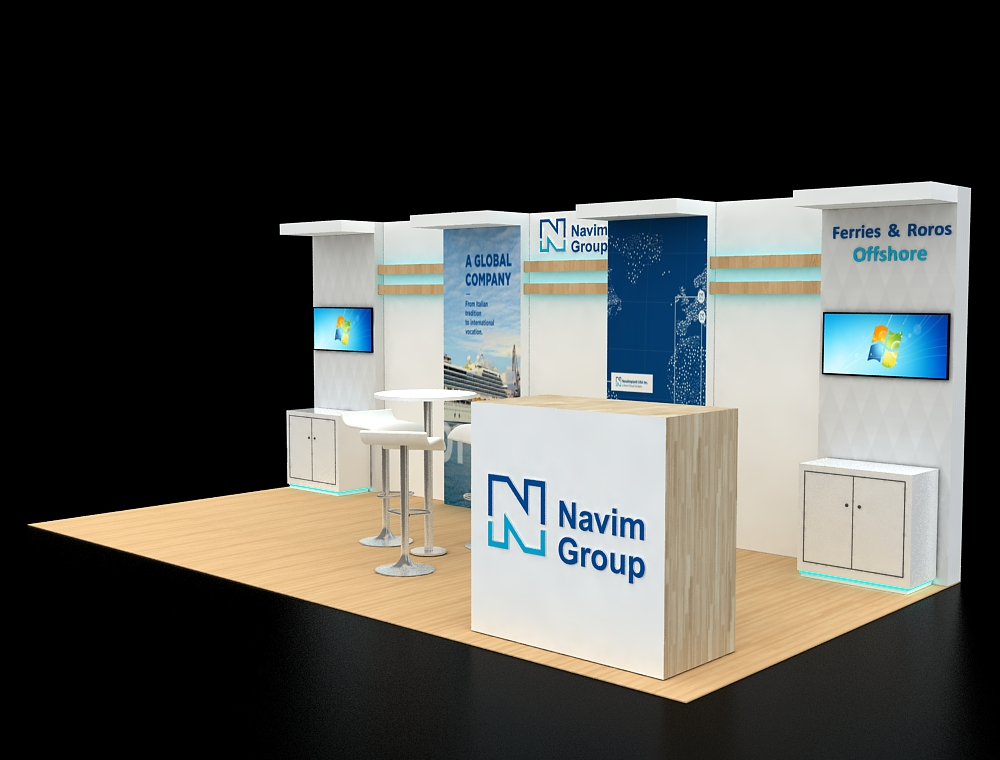 A GLOBAL
COMPANY
From Italian
tradition
to international
vocation.
Navim
Group
Ferries & Roros
Offshore
Navim
Group